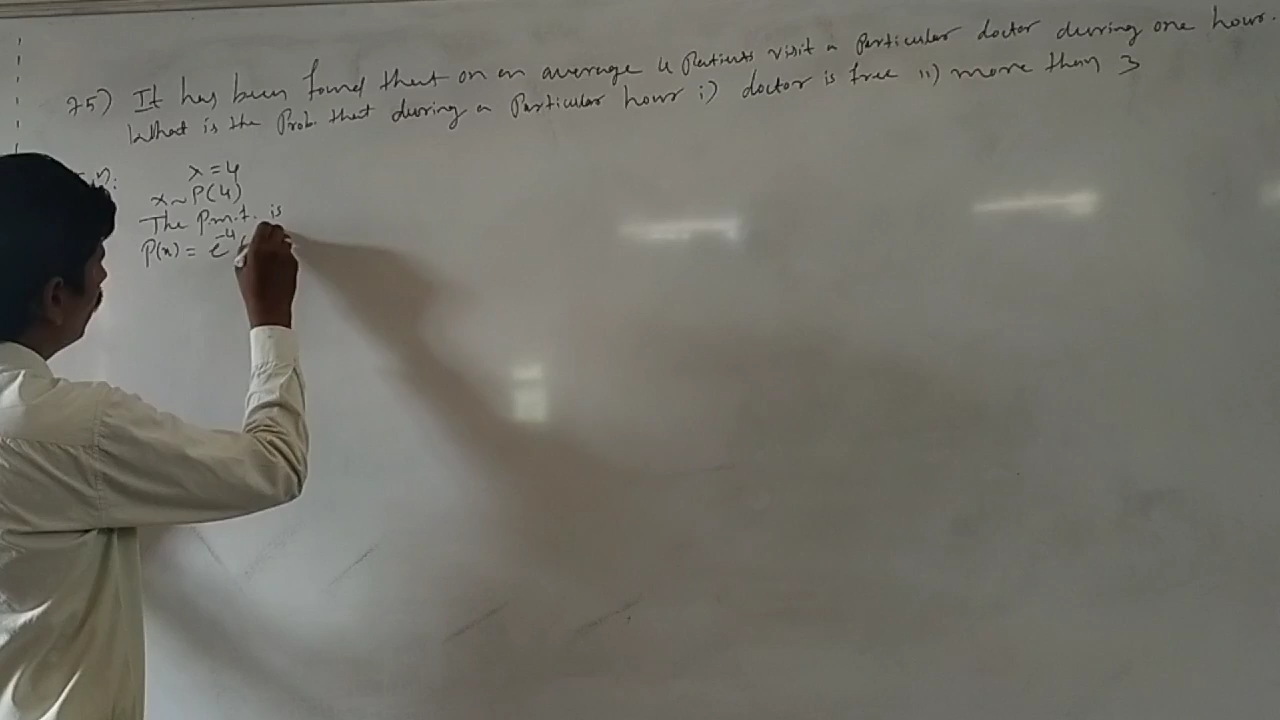 75) It has been found that on an average 4 Patients visit a Particular doctor during one hour.
What is the Prob. that during a Particular hour i) doctor is free ii) more than 3
λ = 4
x ~ P(4)
The P.m.f. is
P(x) = e^-4